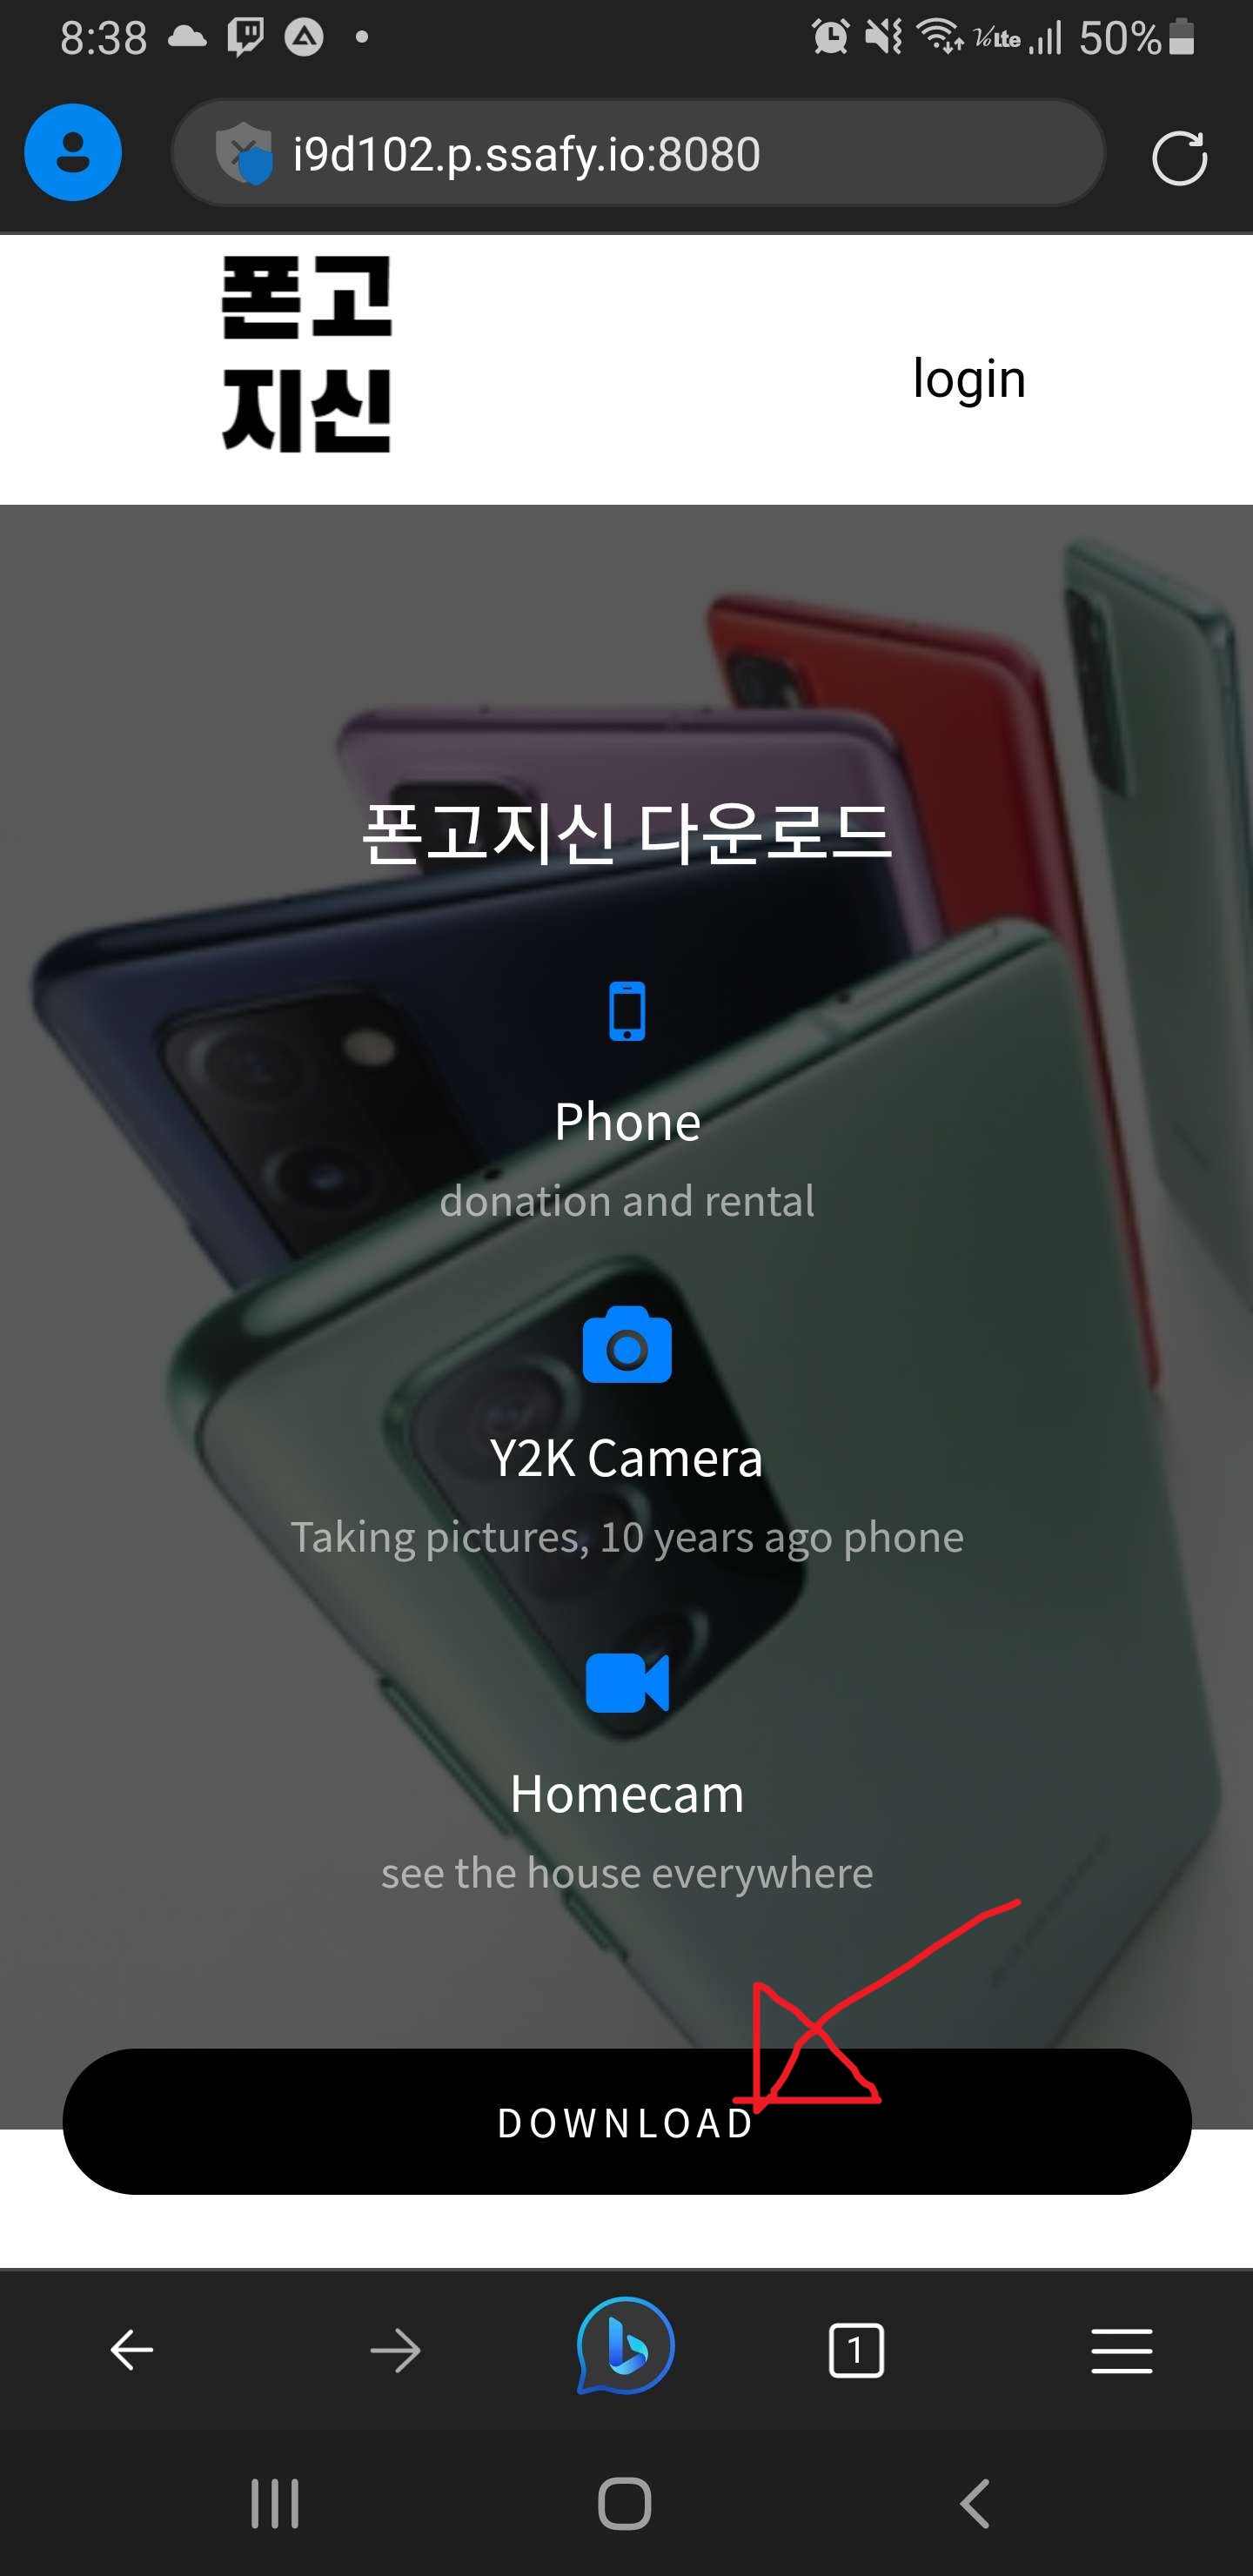 8:38
Vo LTE 50%
i9d102.p.ssafy.io:8080
폰고
지신
login
폰고지신 다운로드
Phone
donation and rental
Y2K Camera
Taking pictures, 10 years ago phone
Homecam
see the house everywhere
DOWNLOAD
1